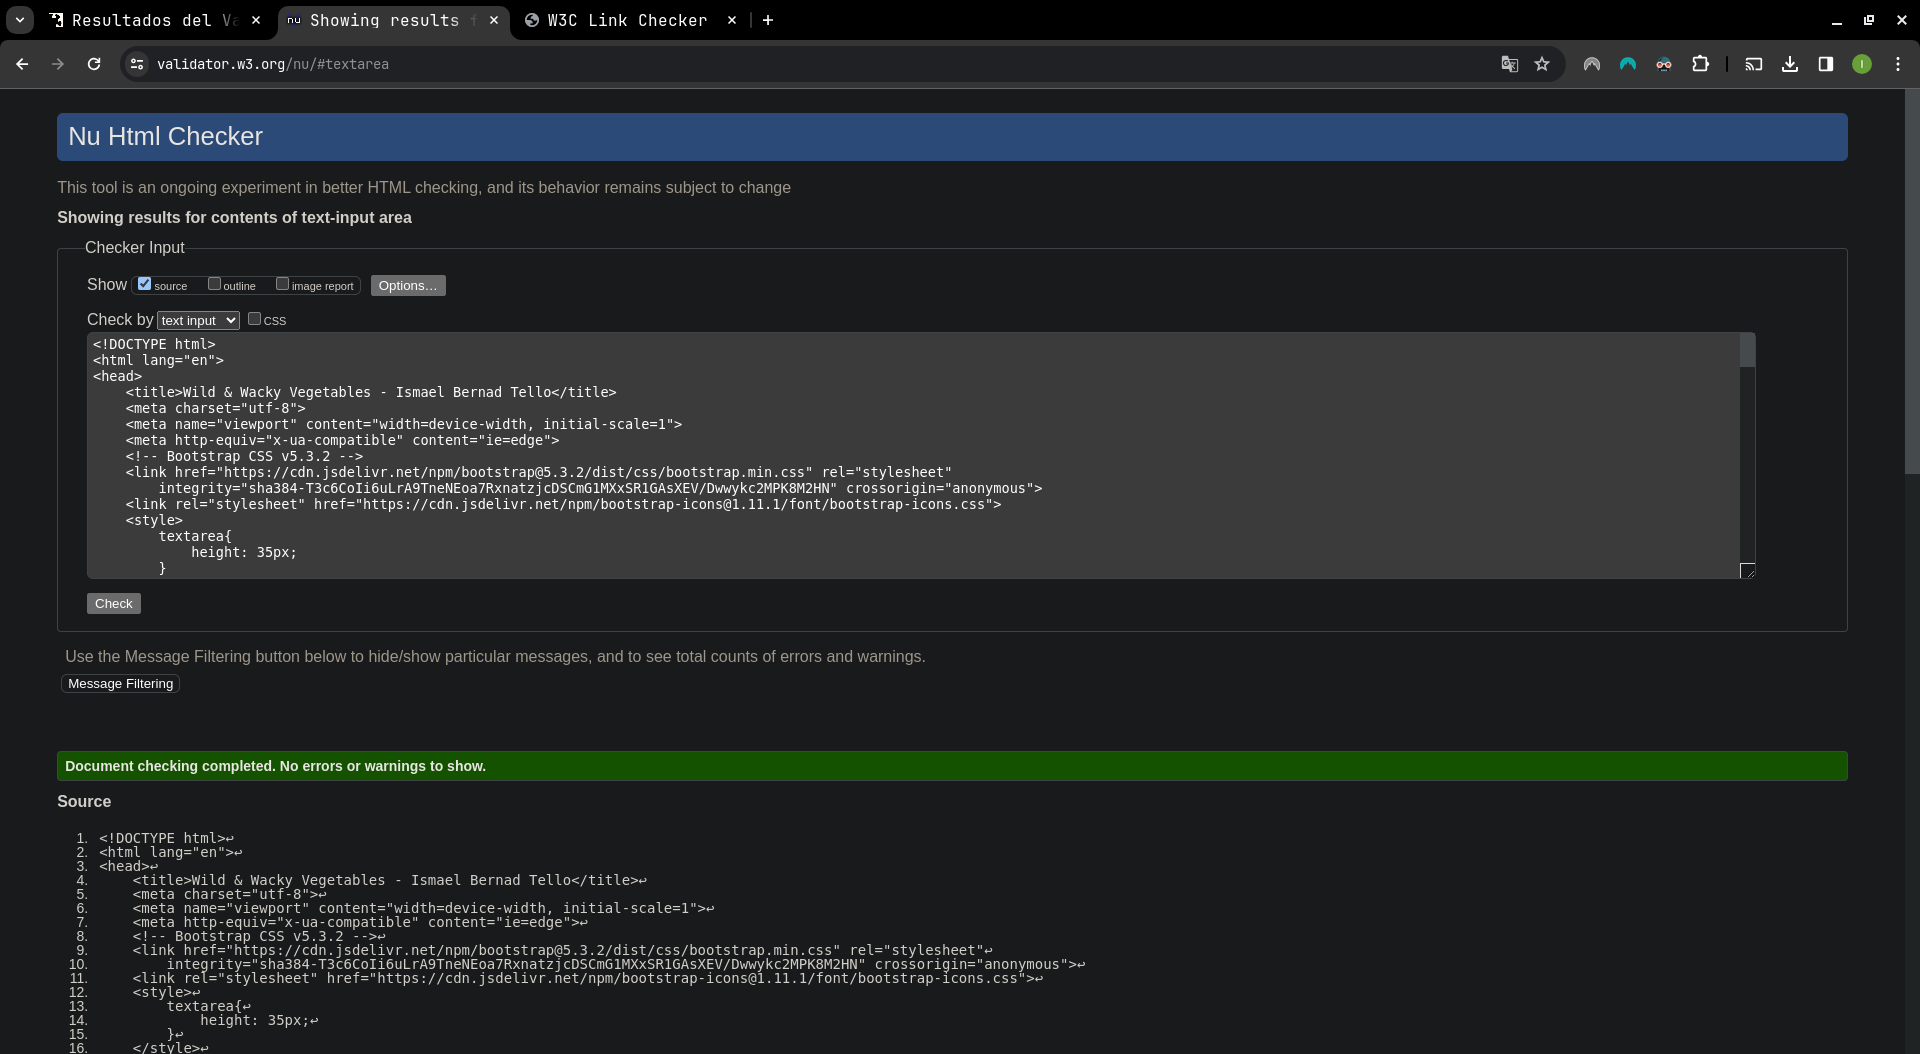 Resultados del Va
nu Showing results f
W3C Link Checker
validator.w3.org/nu/#textarea
I
Nu Html Checker
This tool is an ongoing experiment in better HTML checking, and its behavior remains subject to change
Showing results for contents of text-input area
Checker Input
Show source outline image report Options…
Check by text input CSS
<!DOCTYPE html>
<html lang="en">
<head>
    <title>Wild & Wacky Vegetables - Ismael Bernad Tello</title>
    <meta charset="utf-8">
    <meta name="viewport" content="width=device-width, initial-scale=1">
    <meta http-equiv="x-ua-compatible" content="ie=edge">
    <!-- Bootstrap CSS v5.3.2 -->
    <link href="https://cdn.jsdelivr.net/npm/bootstrap@5.3.2/dist/css/bootstrap.min.css" rel="stylesheet"
        integrity="sha384-T3c6CoIi6uLrA9TneNEoa7RxnatzjcDSCmG1MXxSR1GAsXEV/Dwwykc2MPK8M2HN" crossorigin="anonymous">
    <link rel="stylesheet" href="https://cdn.jsdelivr.net/npm/bootstrap-icons@1.11.1/font/bootstrap-icons.css">
    <style>
        textarea{
            height: 35px;
        }
Check
Use the Message Filtering button below to hide/show particular messages, and to see total counts of errors and warnings.
Message Filtering
Document checking completed. No errors or warnings to show.
Source
1. <!DOCTYPE html>↩
2. <html lang="en">↩
3. <head>↩
4.     <title>Wild & Wacky Vegetables - Ismael Bernad Tello</title>↩
5.     <meta charset="utf-8">↩
6.     <meta name="viewport" content="width=device-width, initial-scale=1">↩
7.     <meta http-equiv="x-ua-compatible" content="ie=edge">↩
8.     <!-- Bootstrap CSS v5.3.2 -->↩
9.     <link href="https://cdn.jsdelivr.net/npm/bootstrap@5.3.2/dist/css/bootstrap.min.css" rel="stylesheet"↩
10.         integrity="sha384-T3c6CoIi6uLrA9TneNEoa7RxnatzjcDSCmG1MXxSR1GAsXEV/Dwwykc2MPK8M2HN" crossorigin="anonymous">↩
11.     <link rel="stylesheet" href="https://cdn.jsdelivr.net/npm/bootstrap-icons@1.11.1/font/bootstrap-icons.css">↩
12.     <style>↩
13.         textarea{↩
14.             height: 35px;↩
15.         }↩
16.     </style>↩